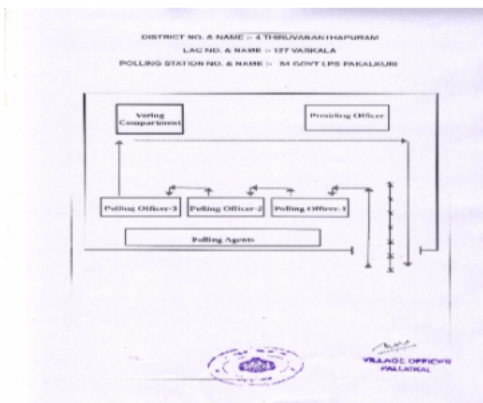 DISTRICT NO. & NAME :- 4 THIRUVANANTHAPURAM
LAC NO. & NAME :- 127 VARKALA
POLLING STATION NO. & NAME :- 84 GOVT LPS PAKALKURI
Voting
Compartment
Presiding Officer
Polling Officer-3
Polling Officer-2
Polling Officer-1
Polling Agents
VILLAGE OFFICER
PALLICKAL